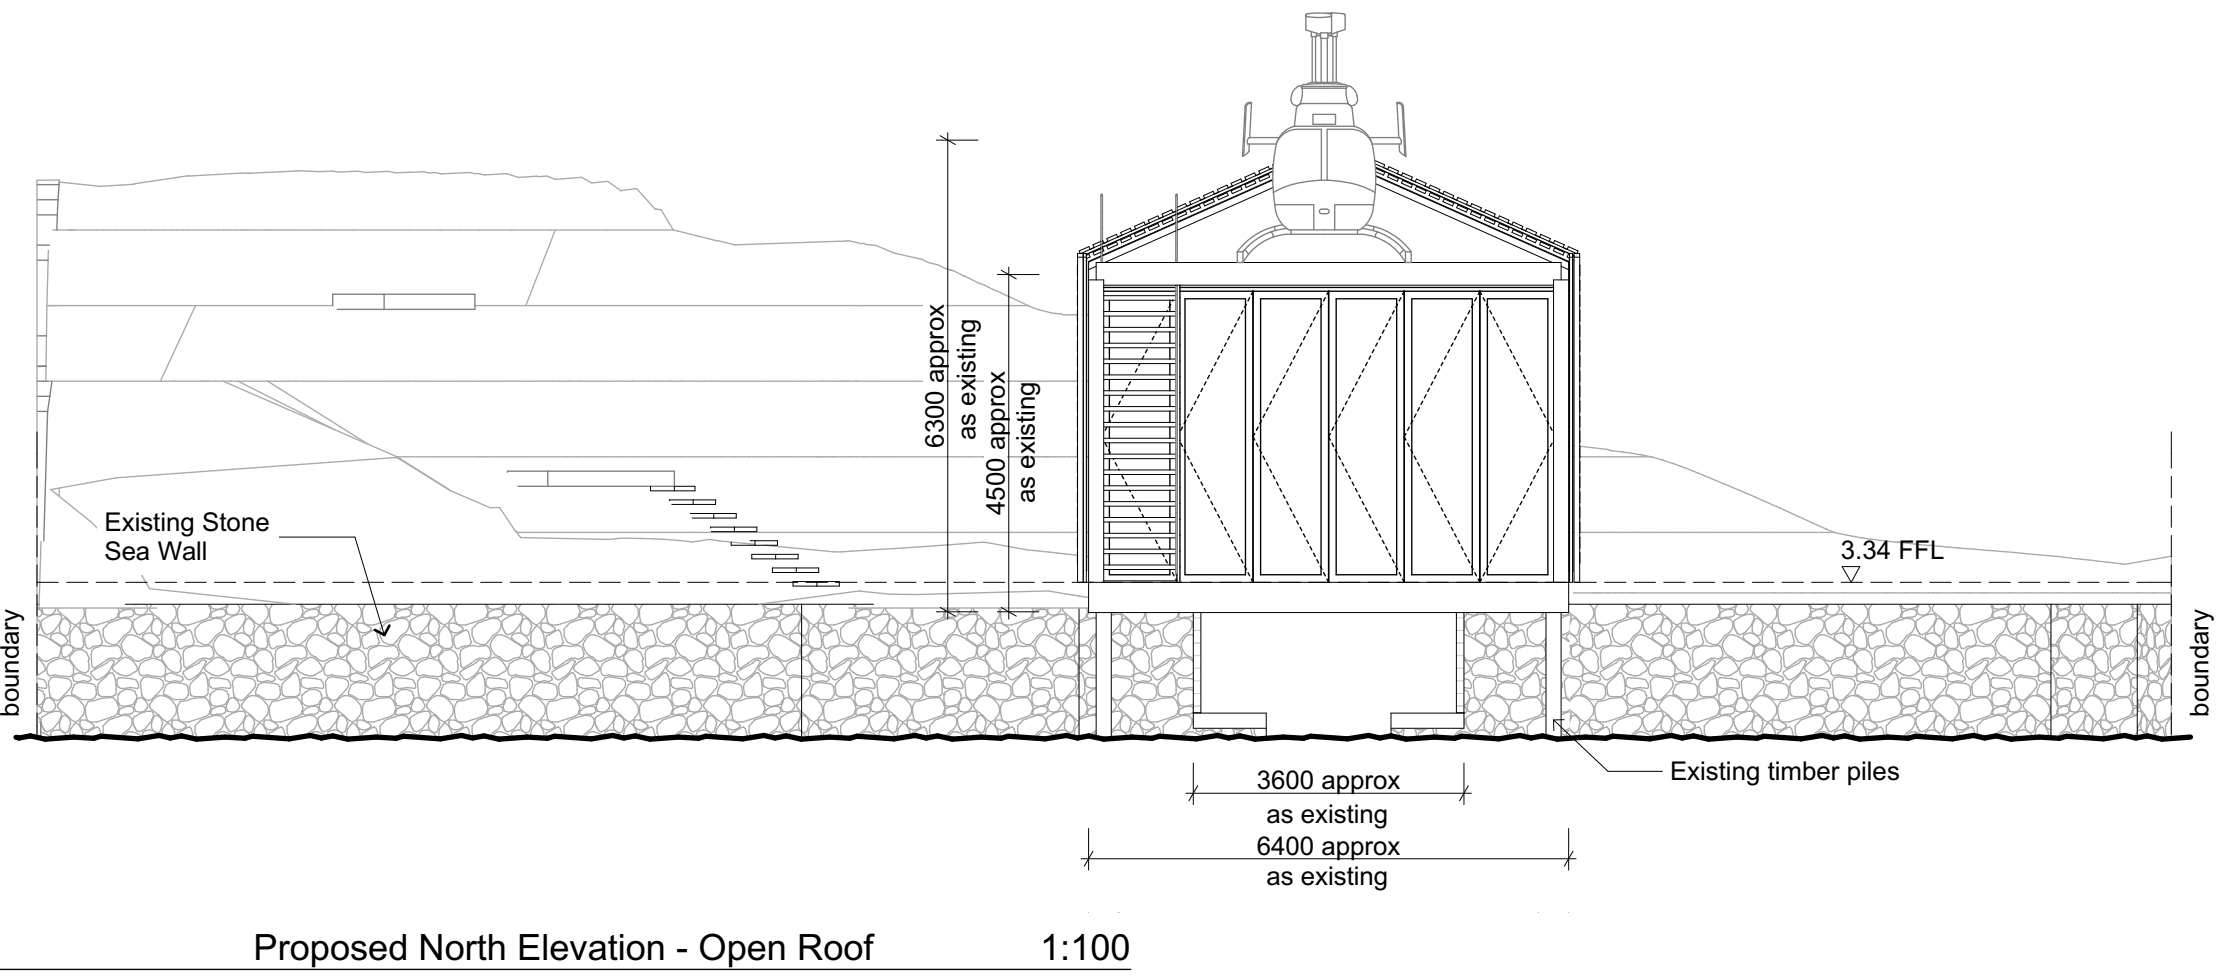 6300 approx
as existing
4500 approx
as existing
Existing Stone
Sea Wall
3.34 FFL
boundary
boundary
Existing timber piles
3600 approx
as existing
6400 approx
as existing
Proposed North Elevation - Open Roof 1:100